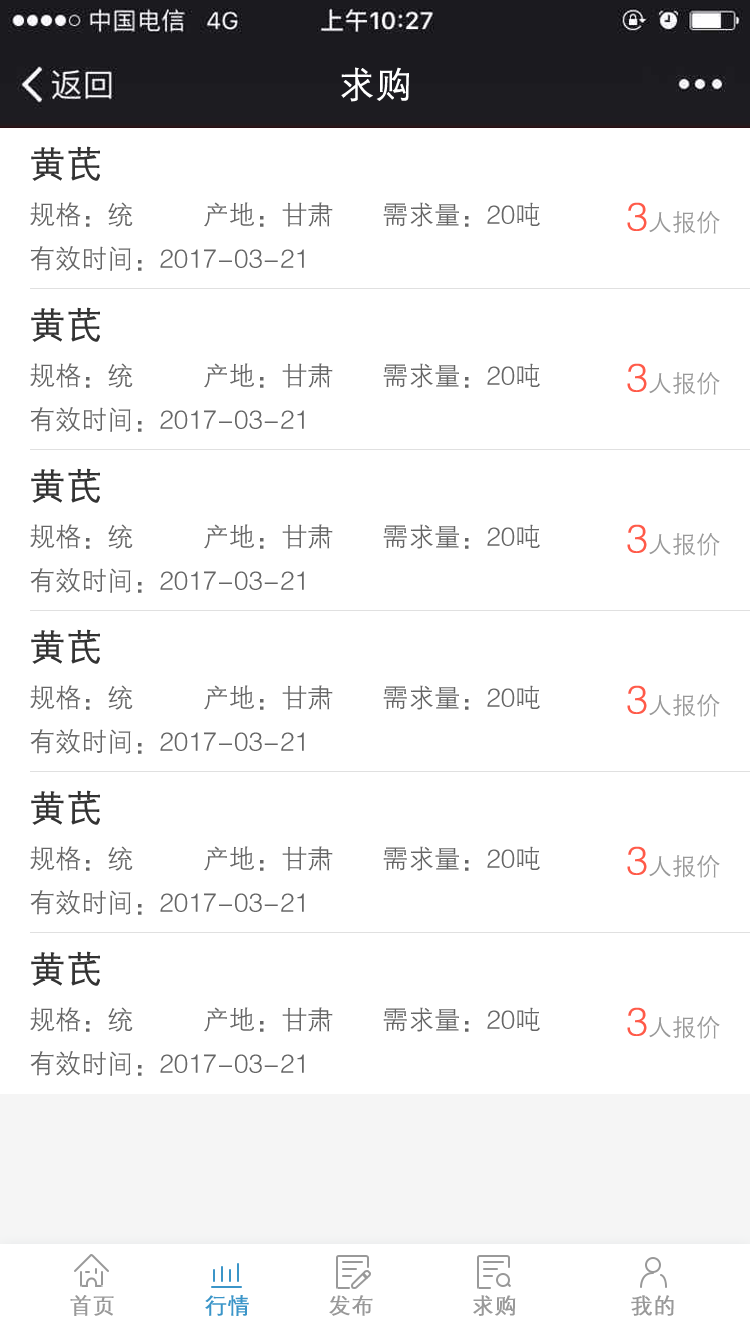 中国电信 4G 上午10:27
返回 求购
黄芪
规格：统 产地：甘肃 需求量：20吨 3人报价
有效时间：2017-03-21
黄芪
规格：统 产地：甘肃 需求量：20吨 3人报价
有效时间：2017-03-21
黄芪
规格：统 产地：甘肃 需求量：20吨 3人报价
有效时间：2017-03-21
黄芪
规格：统 产地：甘肃 需求量：20吨 3人报价
有效时间：2017-03-21
黄芪
规格：统 产地：甘肃 需求量：20吨 3人报价
有效时间：2017-03-21
黄芪
规格：统 产地：甘肃 需求量：20吨 3人报价
有效时间：2017-03-21
首页 行情 发布 求购 我的